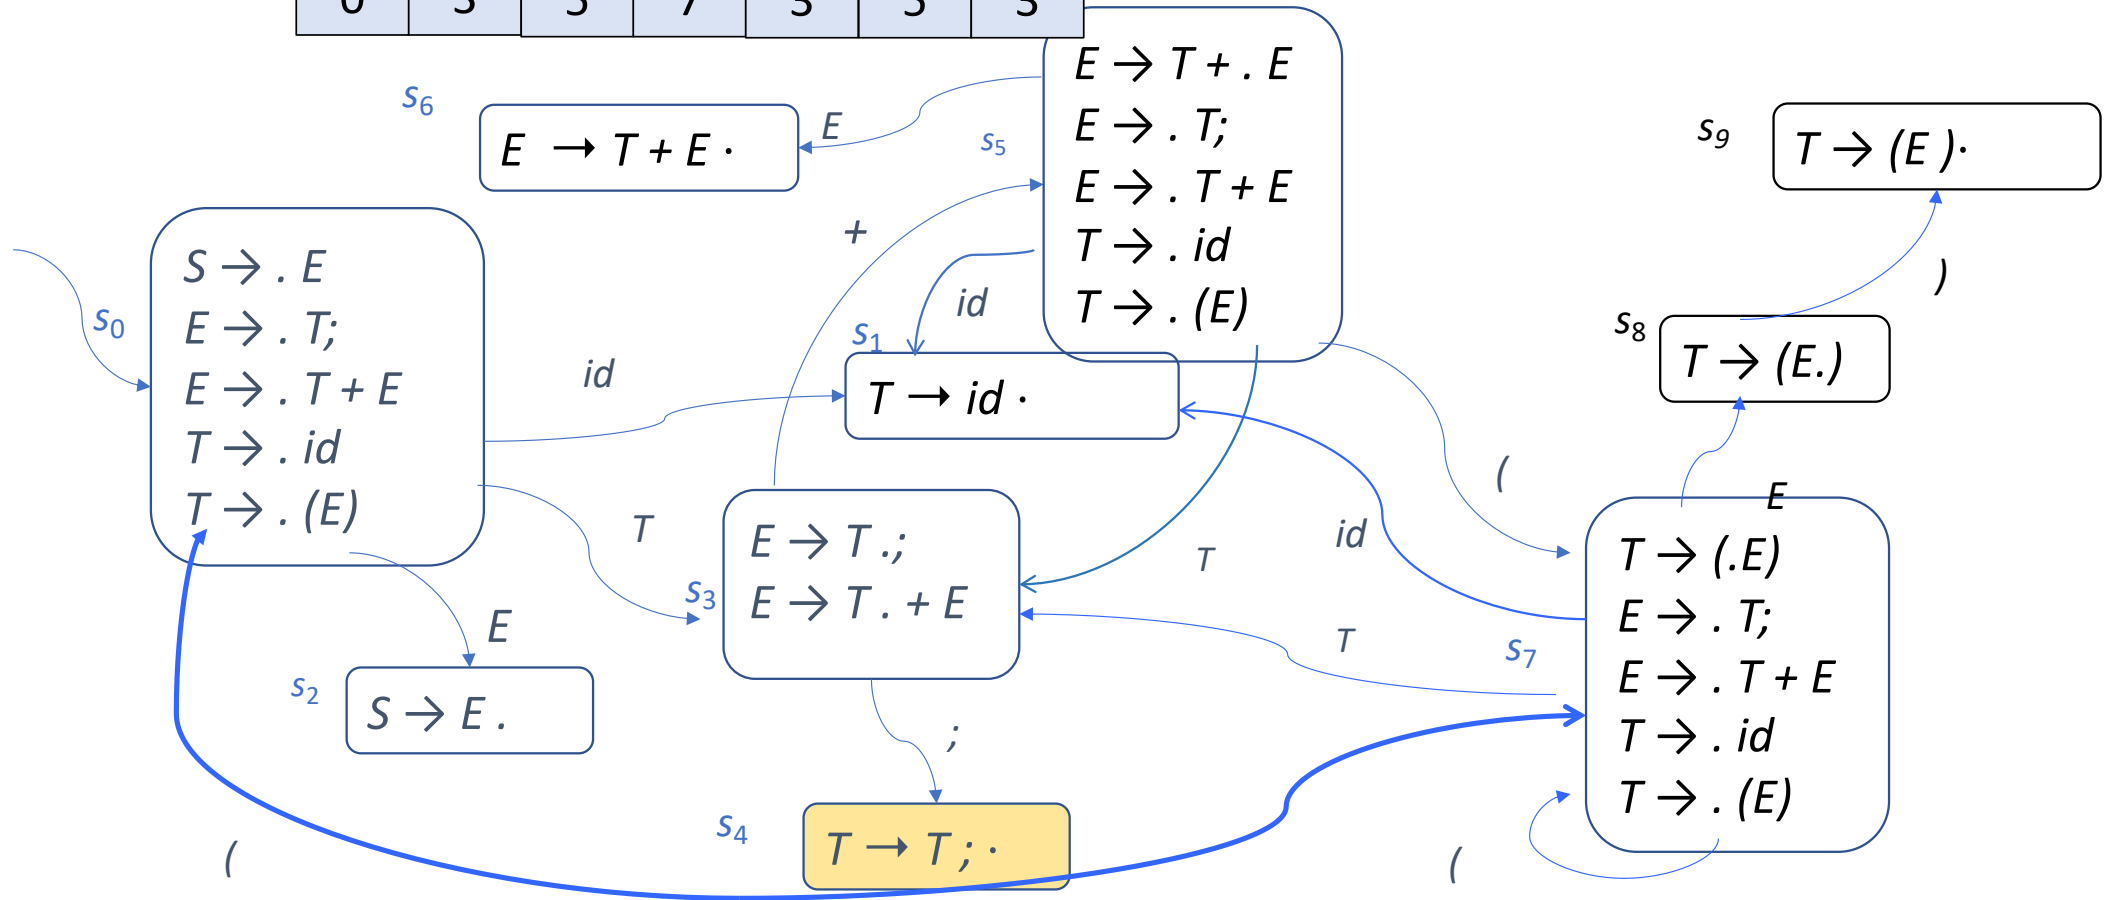 s6
E → T + E ·
E
s5
E → T + . E
E → . T;
E → . T + E
T → . id
T → . (E)
s9
T → (E )·
)
+
id
s0
S → . E
E → . T;
E → . T + E
T → . id
T → . (E)
id
s1
T → id ·
s8
T → (E.)
(
E
T
s3
E → T .;
E → T . + E
T
id
T
s7
T → (.E)
E → . T;
E → . T + E
T → . id
T → . (E)
E
s2
S → E .
;
s4
T → T ; ·
(
(